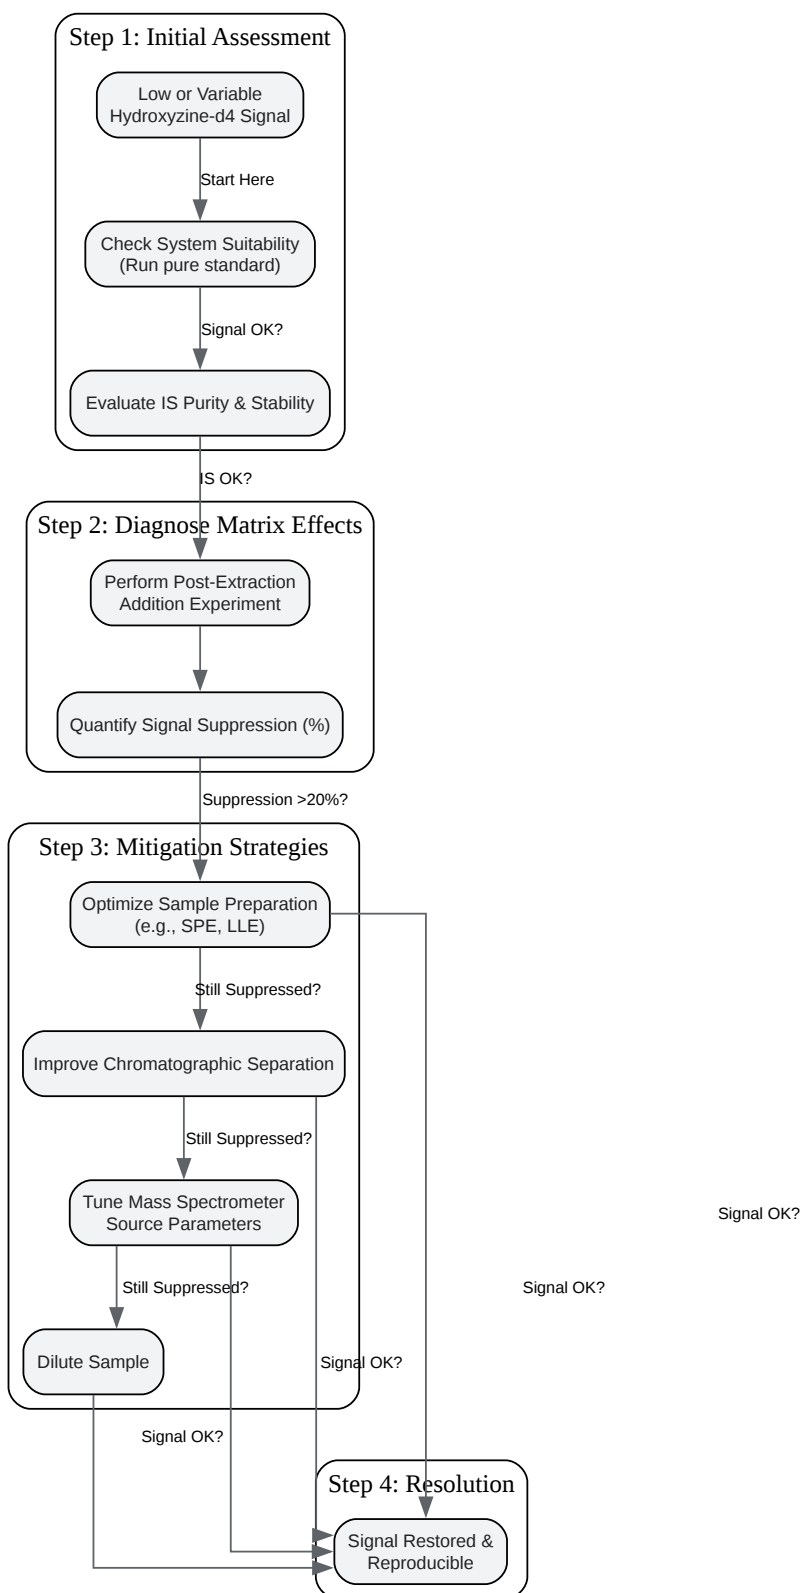 Step 1: Initial Assessment
Low or Variable
Hydroxyzine-d4 Signal
Start Here
Check System Suitability
(Run pure standard)
Signal OK?
Evaluate IS Purity & Stability
IS OK?
Step 2: Diagnose Matrix Effects
Perform Post-Extraction
Addition Experiment
Quantify Signal Suppression (%)
Suppression >20%?
Step 3: Mitigation Strategies
Optimize Sample Preparation
(e.g., SPE, LLE)
Still Suppressed?
Improve Chromatographic Separation
Still Suppressed?
Tune Mass Spectrometer
Source Parameters
Signal OK?
Still Suppressed?
Signal OK?
Dilute Sample
Signal OK?
Signal OK?
Step 4: Resolution
Signal Restored &
Reproducible